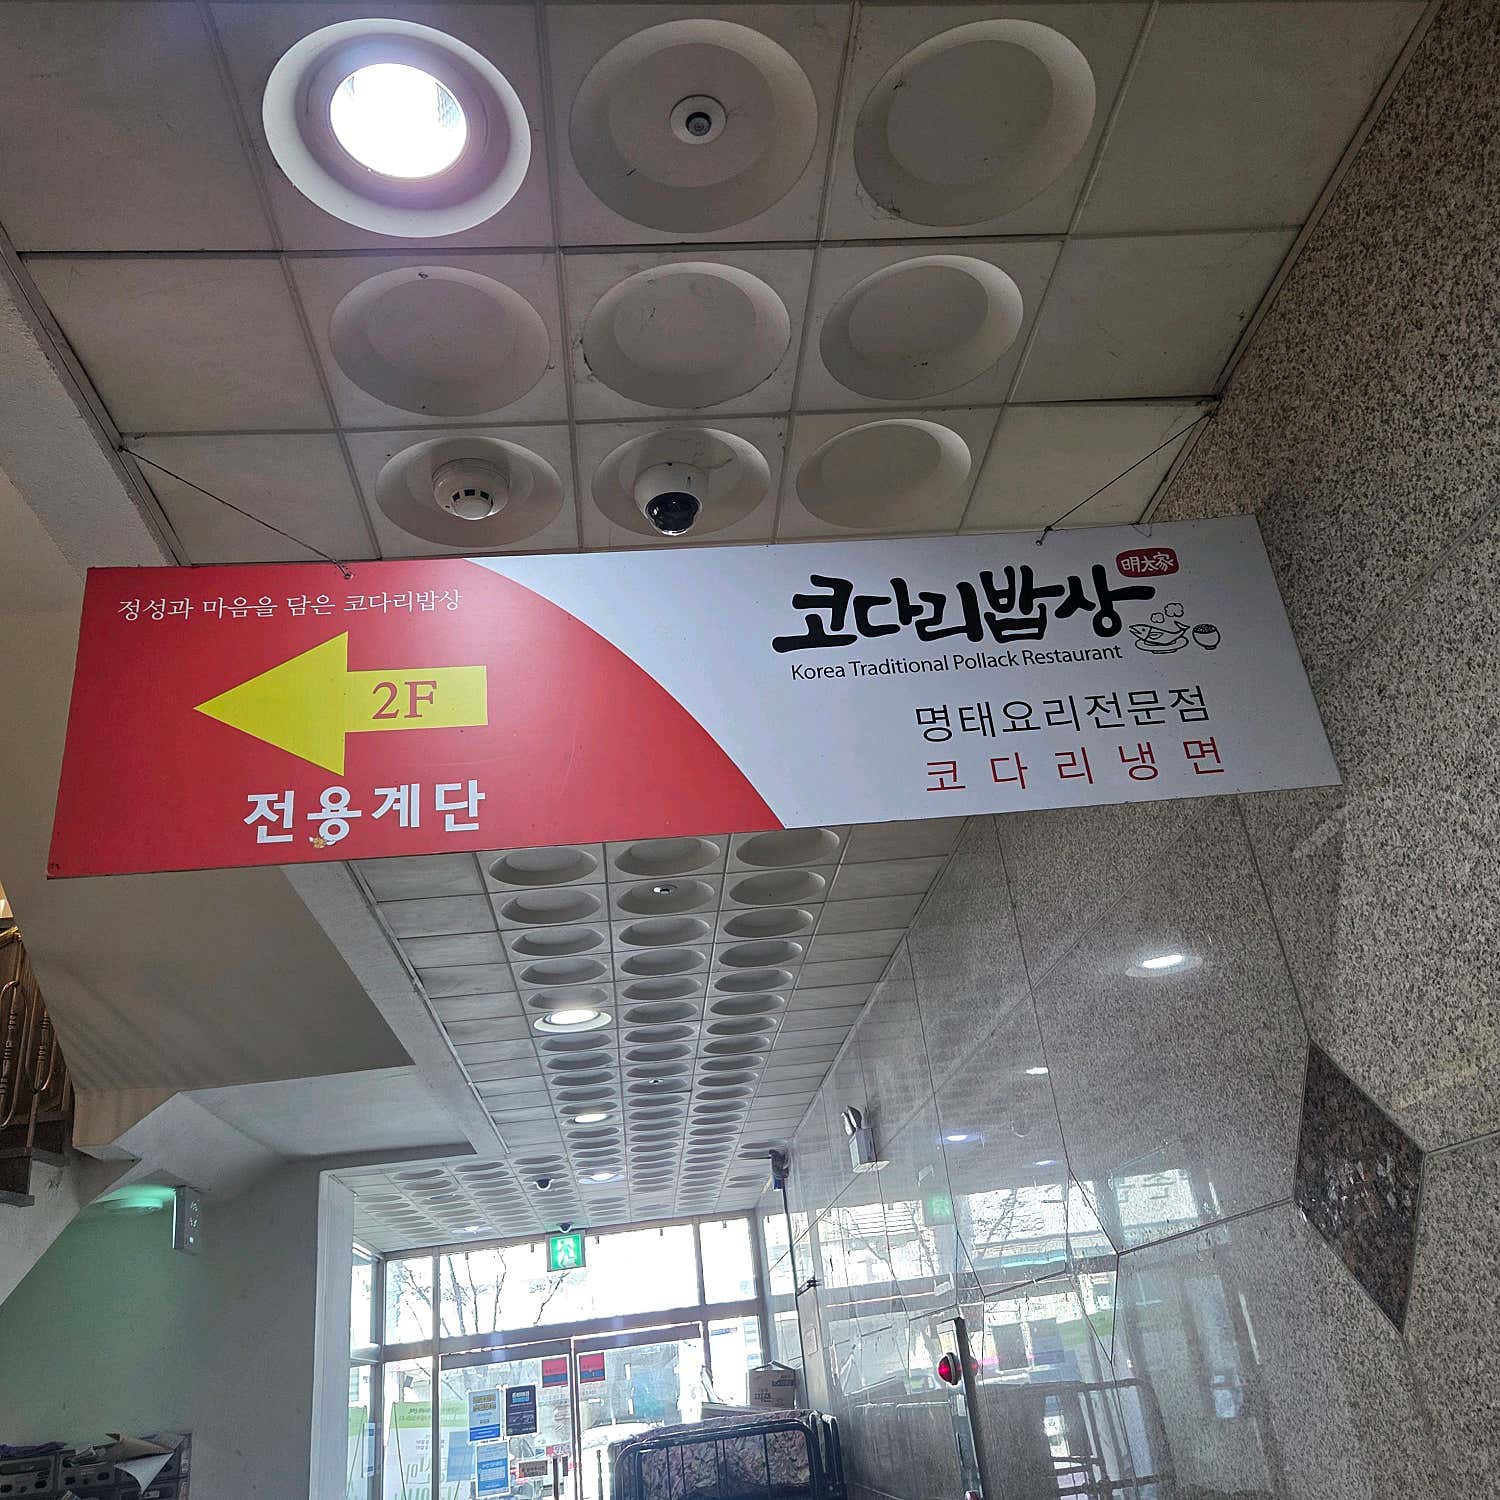 정성과 마음을 담은 코다리밥상
2F
전용계단
코다리밥상
明太家
Korea Traditional Pollack Restaurant
명태요리전문점
코다리냉면